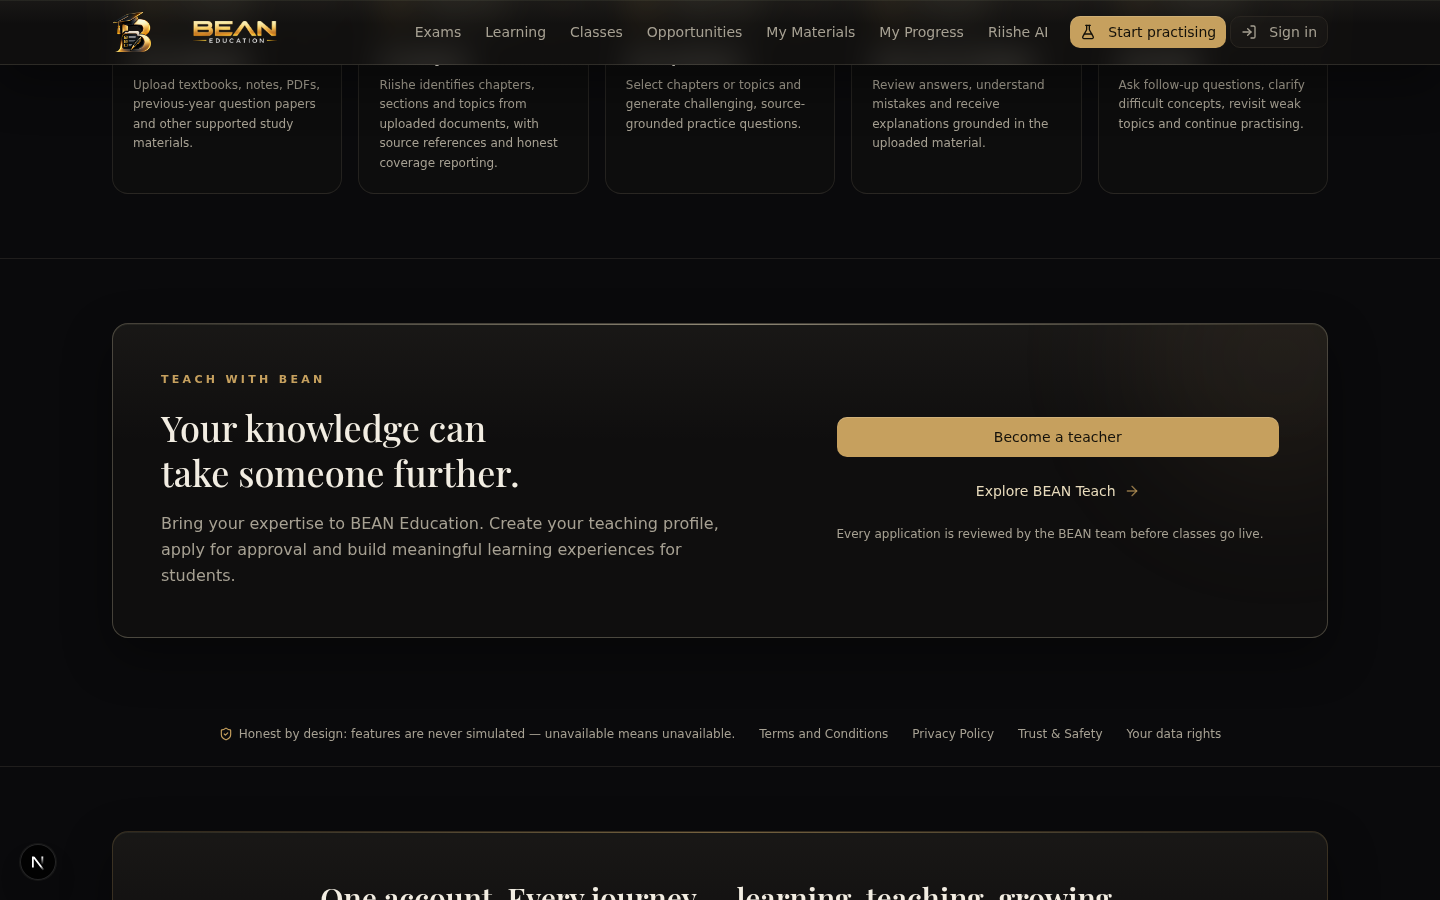 B BEAN EDUCATION Exams Learning Classes Opportunities My Materials My Progress Riishe AI Start practising Sign in
Upload textbooks, notes, PDFs,
previous-year question papers
and other supported study
materials.
Riishe identifies chapters,
sections and topics from
uploaded documents, with
source references and honest
coverage reporting.
Select chapters or topics and
generate challenging, source-
grounded practice questions.
Review answers, understand
mistakes and receive
explanations grounded in the
uploaded material.
Ask follow-up questions, clarify
difficult concepts, revisit weak
topics and continue practising.
TEACH WITH BEAN
Your knowledge can
take someone further.
Bring your expertise to BEAN Education. Create your teaching profile,
apply for approval and build meaningful learning experiences for
students.
Become a teacher
Explore BEAN Teach →
Every application is reviewed by the BEAN team before classes go live.
Honest by design: features are never simulated — unavailable means unavailable. Terms and Conditions Privacy Policy Trust & Safety Your data rights
N
One account. Every journey — learning, teaching, growing.